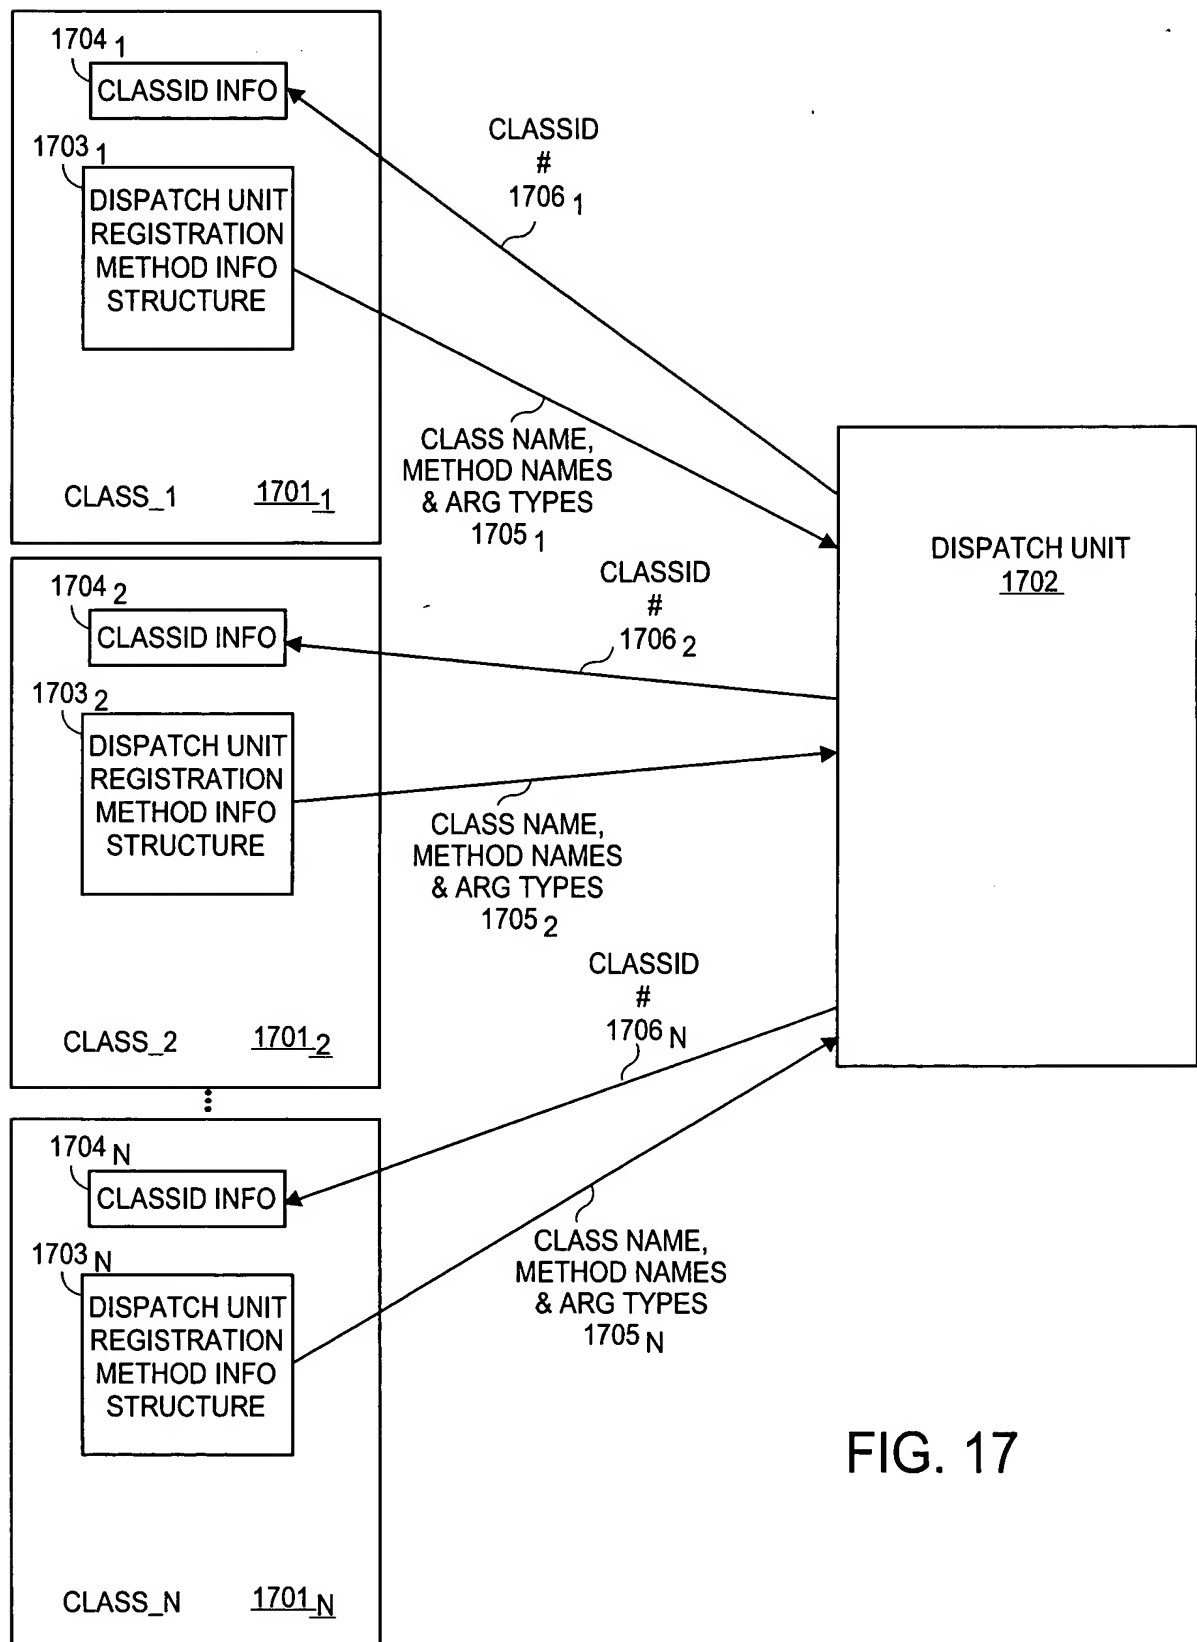 1704 1
CLASSID INFO
1703 1
DISPATCH UNIT
REGISTRATION
METHOD INFO
STRUCTURE
CLASS_1 1701 1
CLASSID
#
1706 1
CLASS NAME,
METHOD NAMES
& ARG TYPES
1705 1
DISPATCH UNIT
1702
1704 2
CLASSID INFO
1703 2
DISPATCH UNIT
REGISTRATION
METHOD INFO
STRUCTURE
CLASS_2 1701 2
CLASSID
#
1706 2
CLASS NAME,
METHOD NAMES
& ARG TYPES
1705 2
1704 N
CLASSID INFO
1703 N
DISPATCH UNIT
REGISTRATION
METHOD INFO
STRUCTURE
CLASS_N 1701 N
CLASSID
#
1706 N
CLASS NAME,
METHOD NAMES
& ARG TYPES
1705 N
FIG. 17